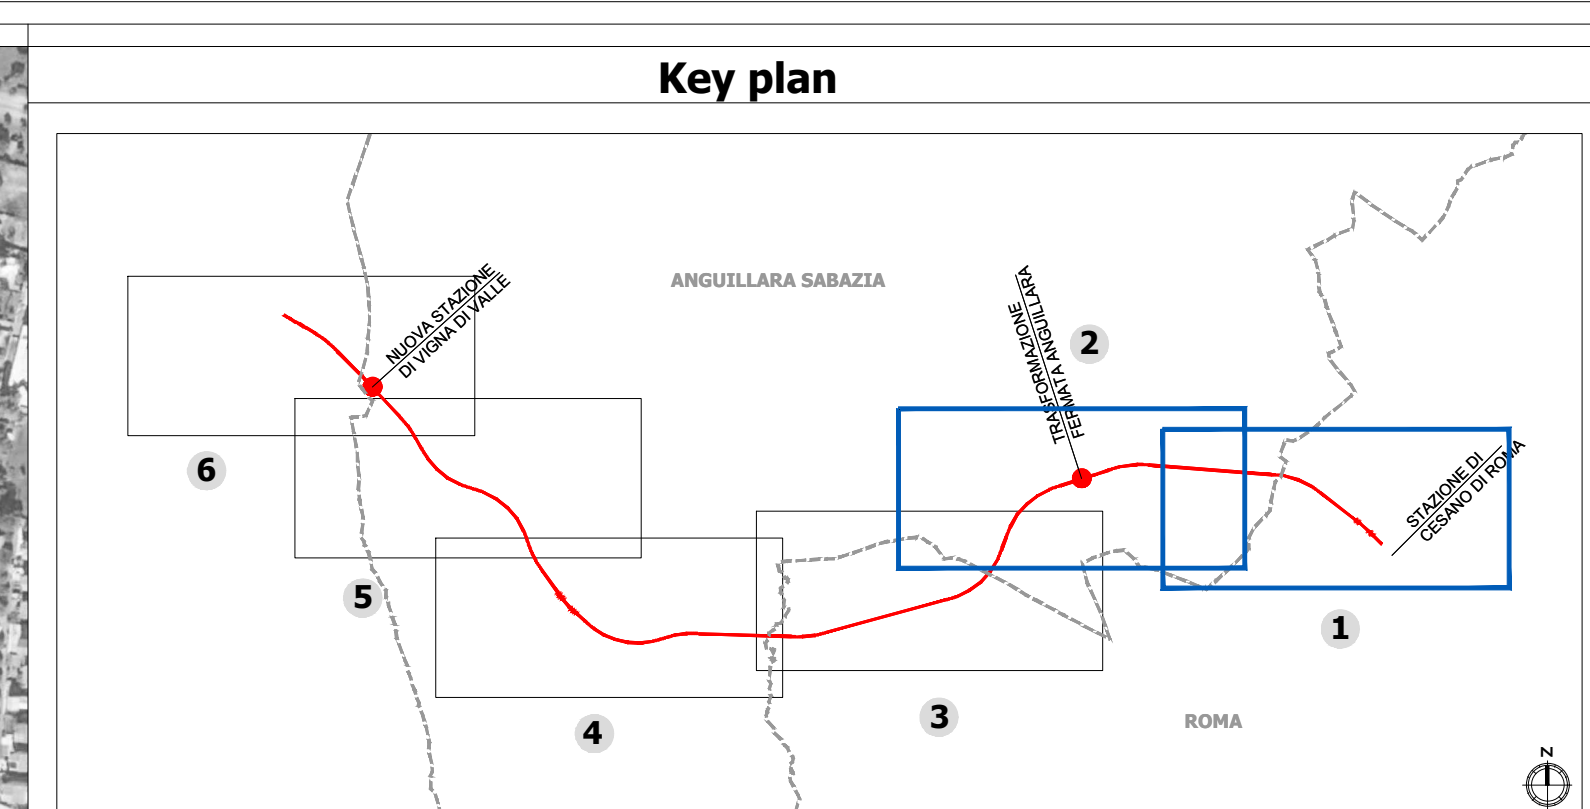 Key plan
ANGUILLARA SABAZIA
NUOVA STAZIONE
DI VIGNA DI VALLE
TRASFORMAZIONE
FERMATA ANGUILLARA
2
6
STAZIONE DI
CESANO DI ROMA
5
1
3
4
ROMA
N